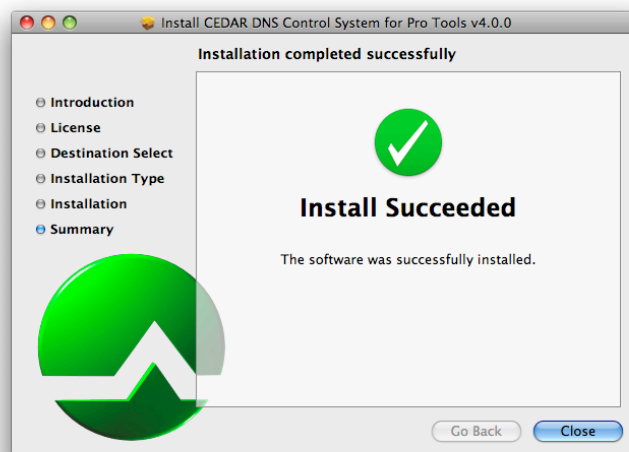 Install CEDAR DNS Control System for Pro Tools v4.0.0
Installation completed successfully
Introduction
License
Destination Select
Installation Type
Installation
Summary
Install Succeeded
The software was successfully installed.
Go Back
Close